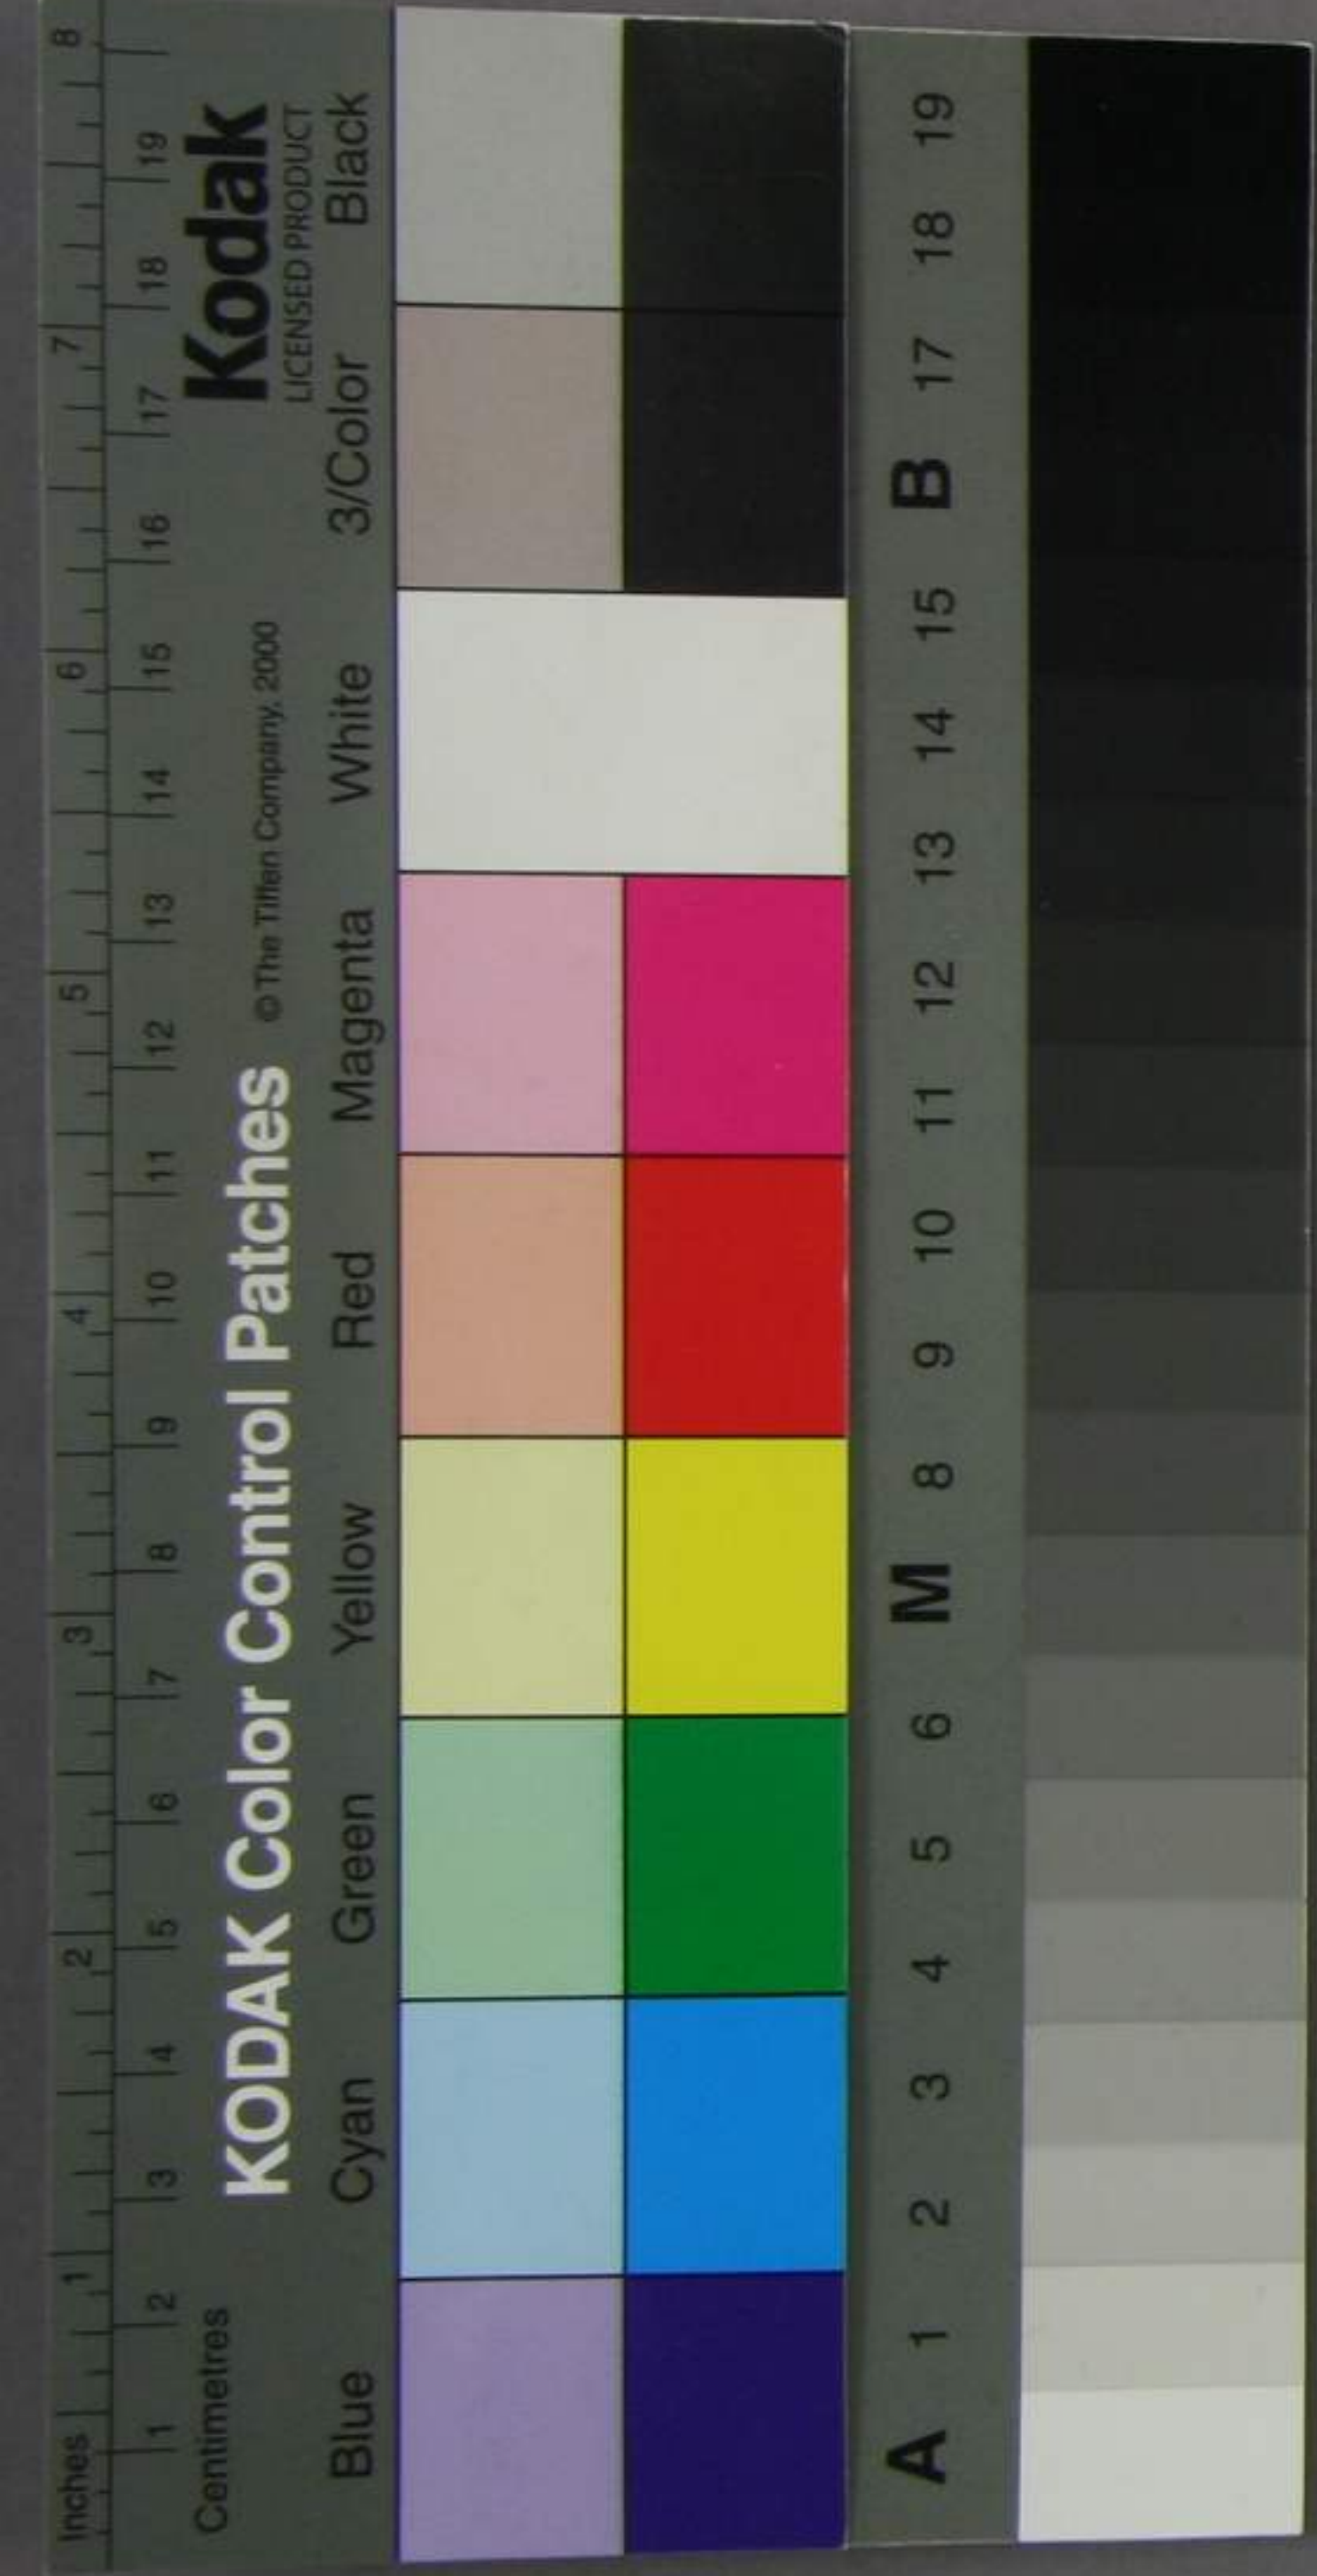 Inches 1 2 3 4 5 6 7 8
1 2 3 4 5 6 7 8 9 10 11 12 13 14 15 16 17 18 19
Centimetres
KODAK Color Control Patches © The Tiffen Company, 2000 Kodak
LICENSED PRODUCT
Blue Cyan Green Yellow Red Magenta White 3/Color Black
A 1 2 3 4 5 6 M 8 9 10 11 12 13 14 15 B 17 18 19